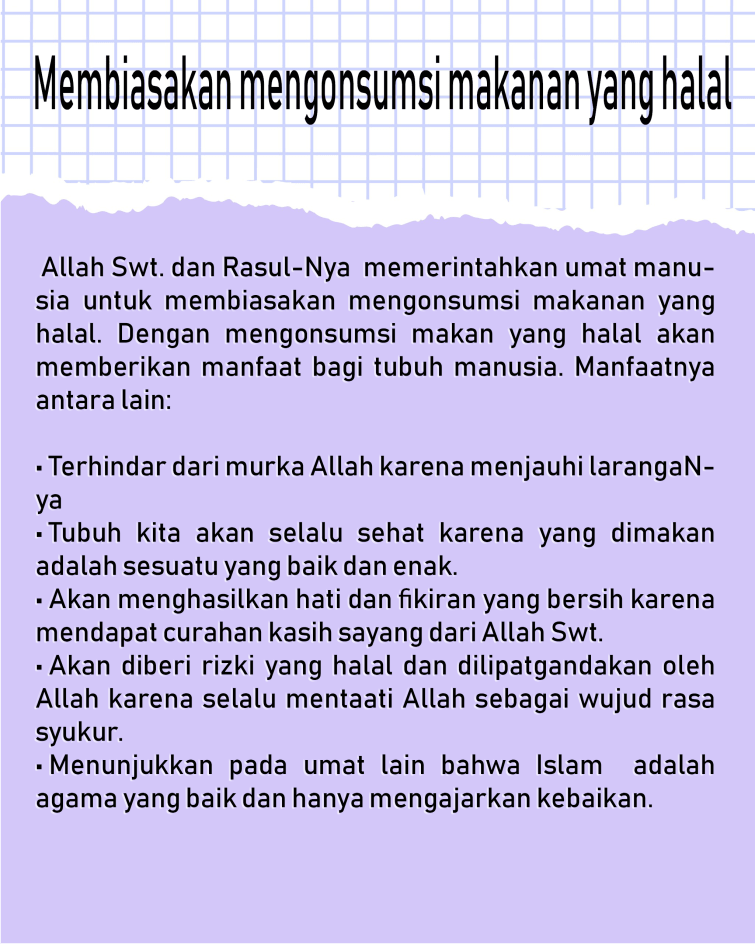 Membiasakan mengonsumsi makanan yang halal
Allah Swt. dan Rasul-Nya memerintahkan umat manu-
sia untuk membiasakan mengonsumsi makanan yang
halal. Dengan mengonsumsi makan yang halal akan
memberikan manfaat bagi tubuh manusia. Manfaatnya
antara lain:
▪ Terhindar dari murka Allah karena menjauhi larangaN-
ya
▪ Tubuh kita akan selalu sehat karena yang dimakan
adalah sesuatu yang baik dan enak.
▪ Akan menghasilkan hati dan fikiran yang bersih karena
mendapat curahan kasih sayang dari Allah Swt.
▪ Akan diberi rizki yang halal dan dilipatgandakan oleh
Allah karena selalu mentaati Allah sebagai wujud rasa
syukur.
▪ Menunjukkan pada umat lain bahwa Islam adalah
agama yang baik dan hanya mengajarkan kebaikan.